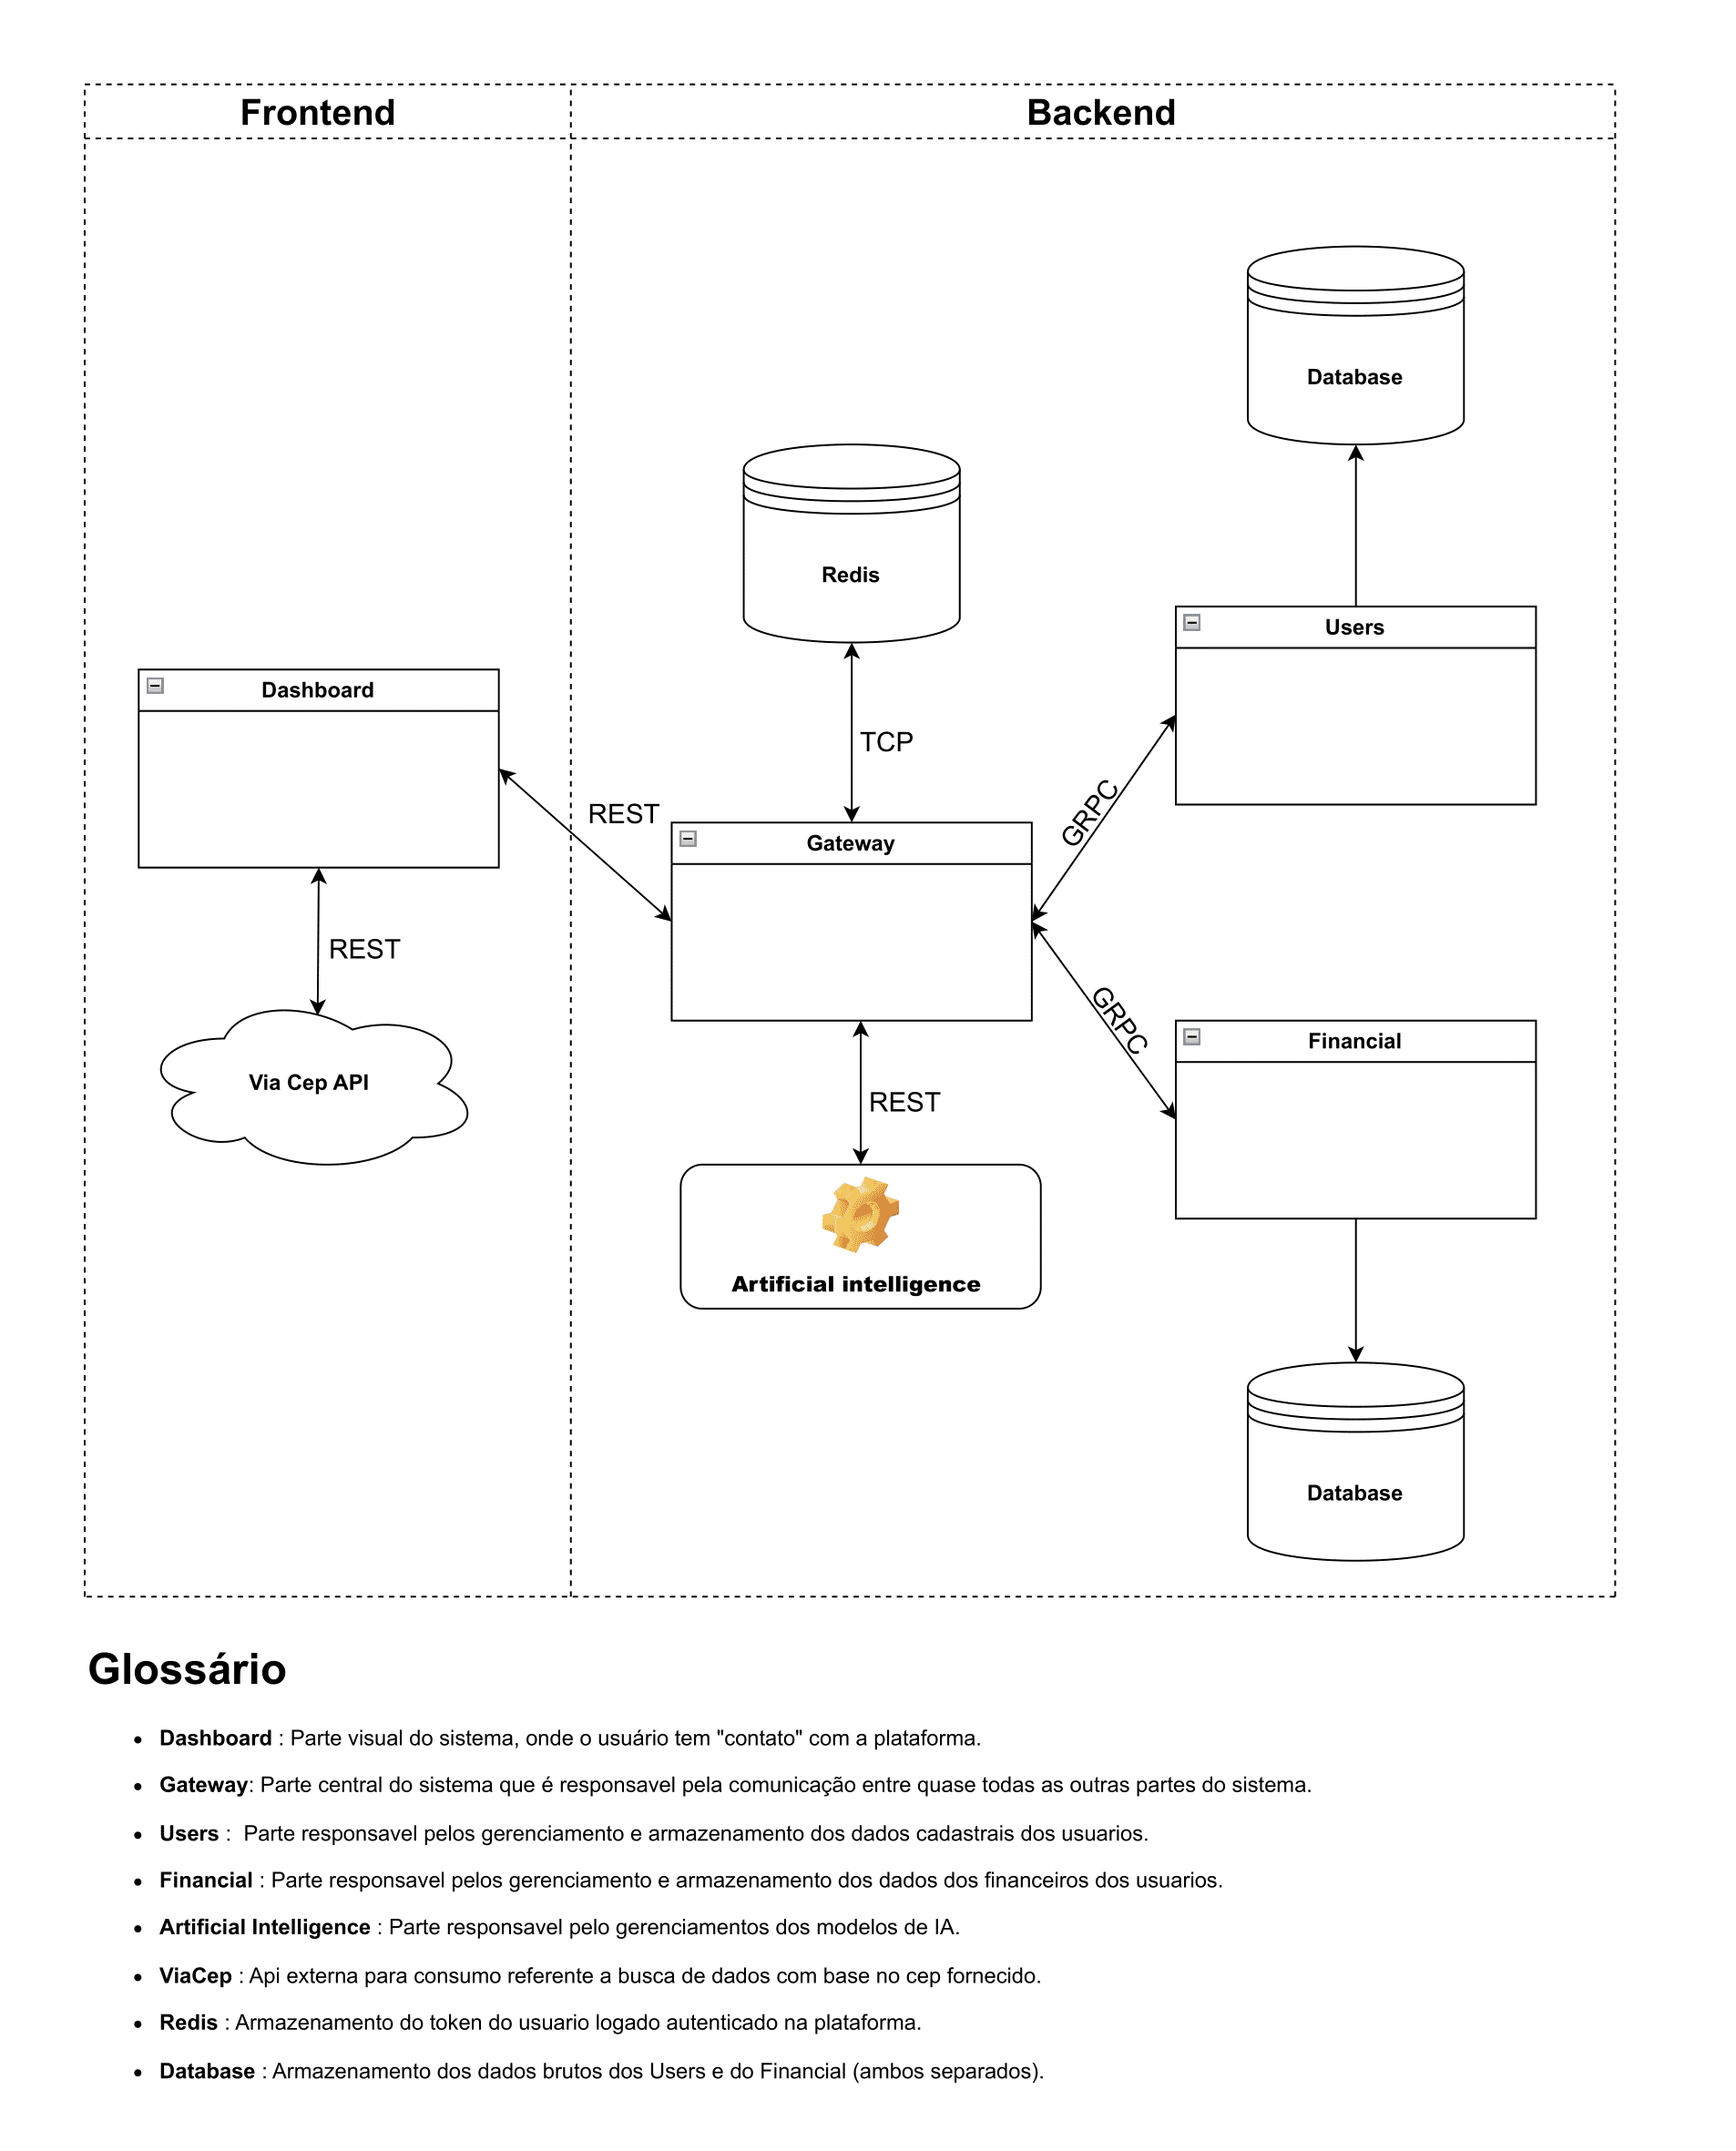 Frontend
Backend
Database
Redis
Users
Dashboard
TCP
GRPC
REST
Gateway
REST
GRPC
Financial
Via Cep API
REST
Artificial intelligence
Database
Glossário
Dashboard : Parte visual do sistema, onde o usuário tem "contato" com a plataforma.
Gateway: Parte central do sistema que é responsavel pela comunicação entre quase todas as outras partes do sistema.
Users :  Parte responsavel pelos gerenciamento e armazenamento dos dados cadastrais dos usuarios.
Financial : Parte responsavel pelos gerenciamento e armazenamento dos dados dos financeiros dos usuarios.
Artificial Intelligence : Parte responsavel pelo gerenciamentos dos modelos de IA.
ViaCep : Api externa para consumo referente a busca de dados com base no cep fornecido.
Redis : Armazenamento do token do usuario logado autenticado na plataforma.
Database : Armazenamento dos dados brutos dos Users e do Financial (ambos separados).